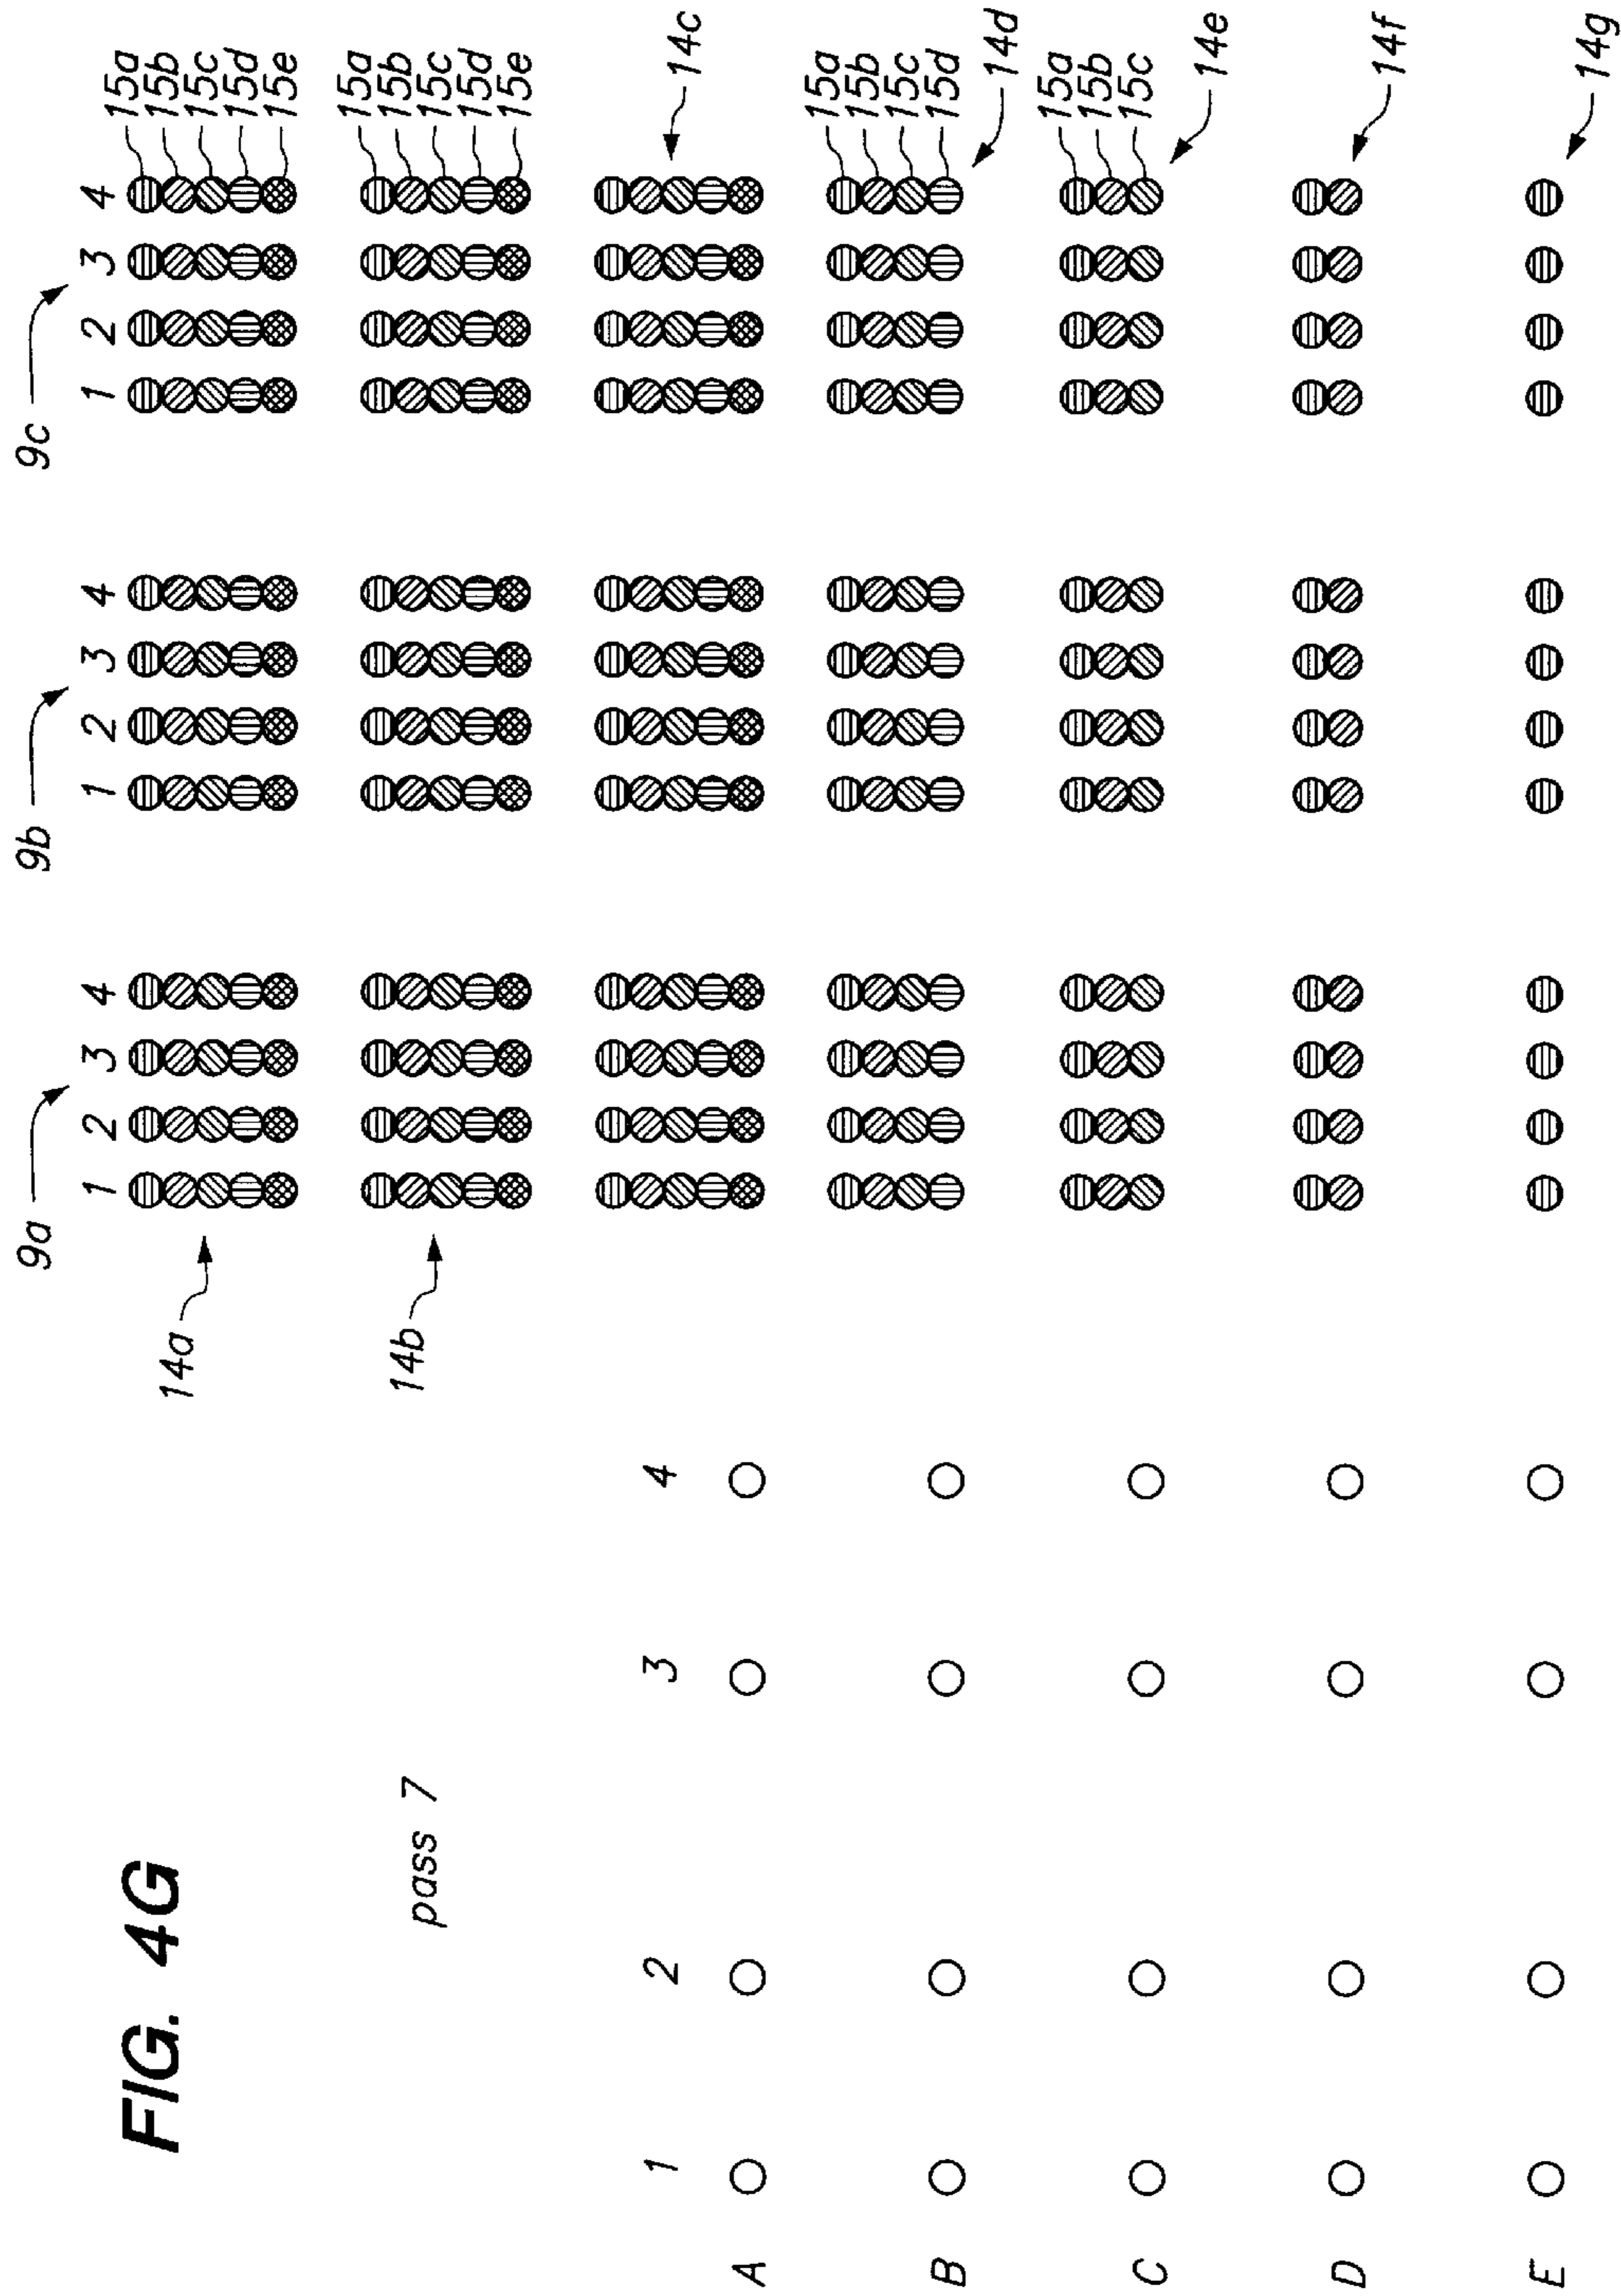 9a 9b 9c
1 2 3 4 1 2 3 4 1 2 3 4
15a
FIG. 4G
15b
14a
15c
15d
15e
15a
15b
14b
pass 7
15c
15d
15e
1 2 3 4
14c
A
15a
15b
15c
15d
B
14d
15a
15b
15c
C
14e
D
14f
E
14g